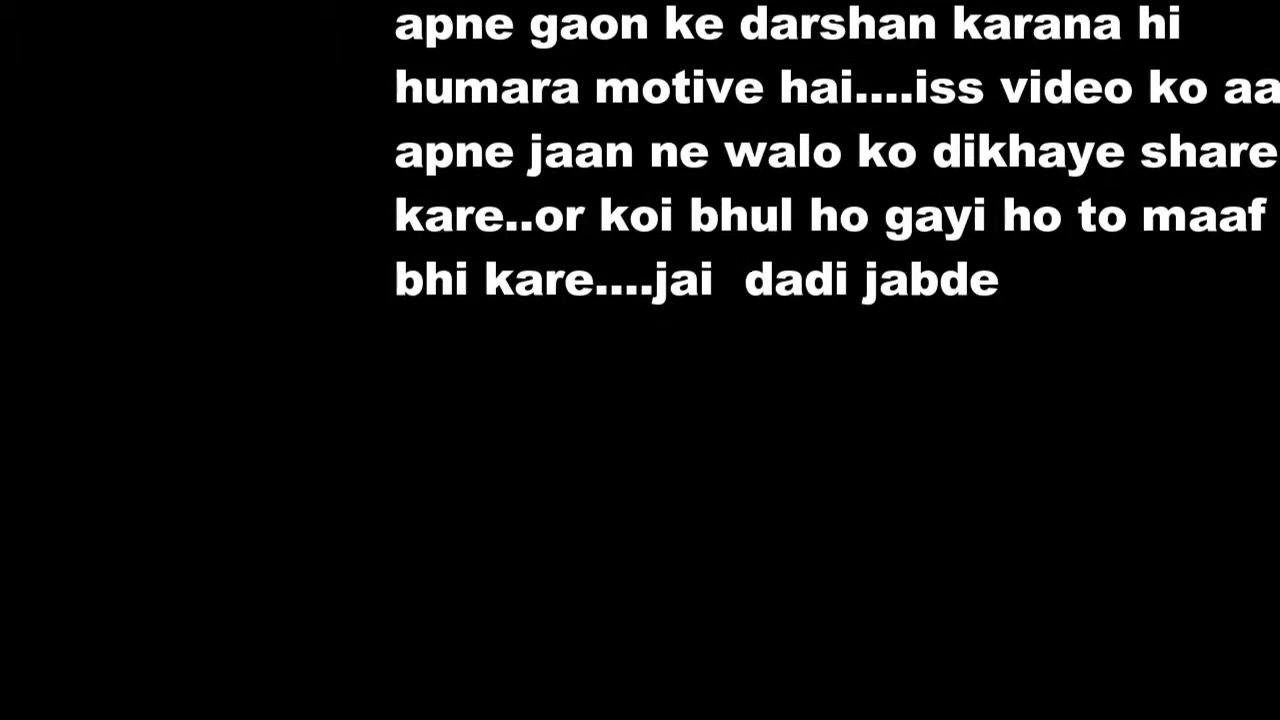 apne gaon ke darshan karana hi
humara motive hai....iss video ko aa
apne jaan ne walo ko dikhaye share
kare..or koi bhul ho gayi ho to maaf
bhi kare....jai  dadi jabde